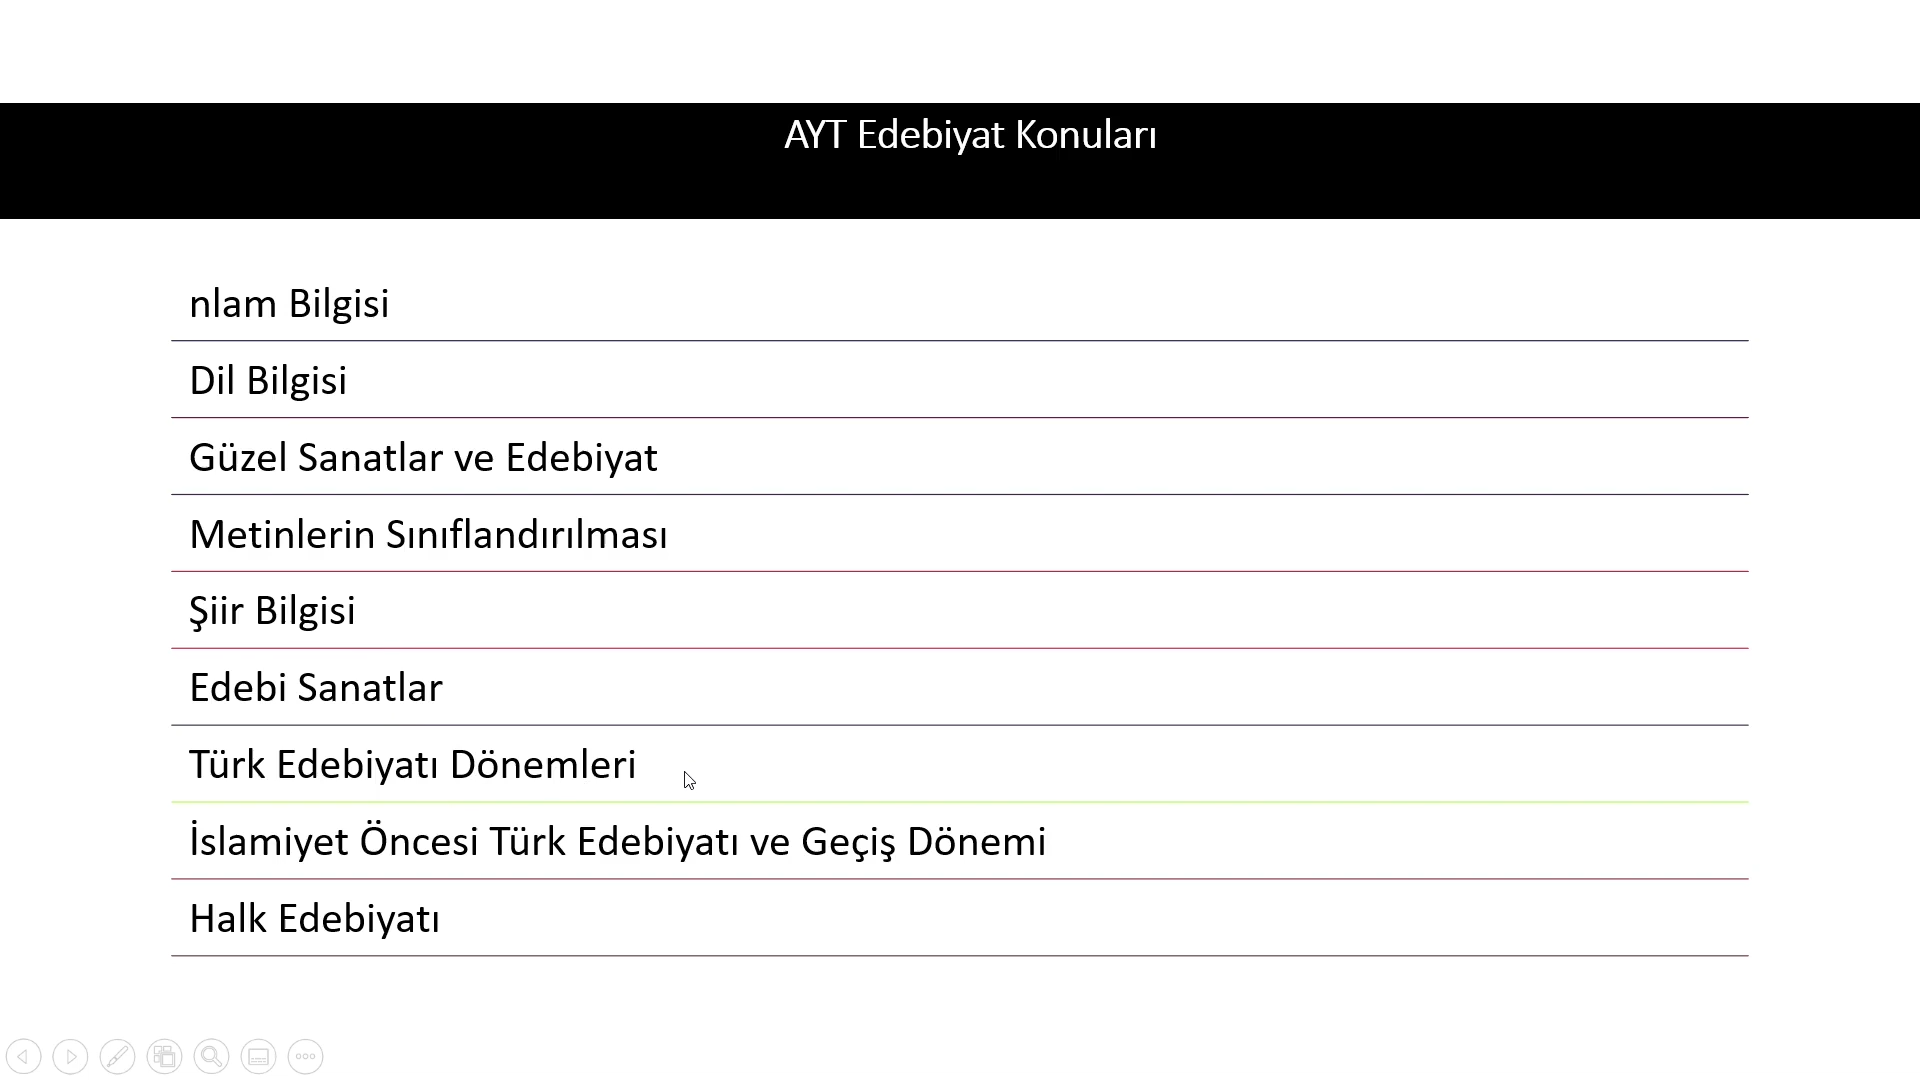 AYT Edebiyat Konuları
nlam Bilgisi
Dil Bilgisi
Güzel Sanatlar ve Edebiyat
Metinlerin Sınıflandırılması
Şiir Bilgisi
Edebi Sanatlar
Türk Edebiyatı Dönemleri
İslamiyet Öncesi Türk Edebiyatı ve Geçiş Dönemi
Halk Edebiyatı